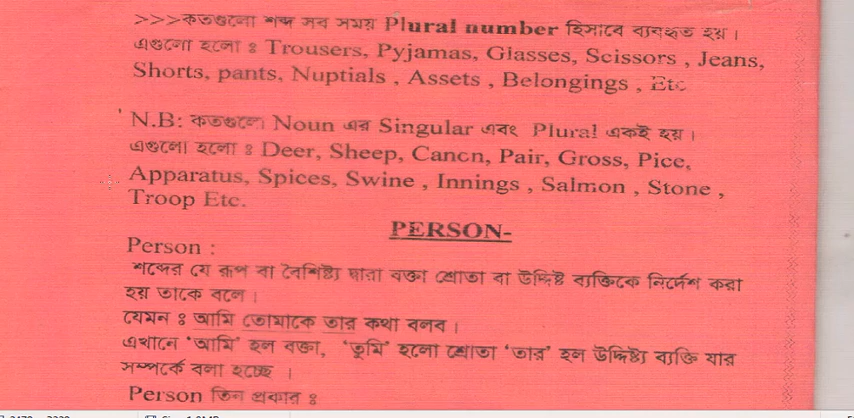 >>>কতগুলো শব্দ সব সময় Plural number হিসাবে ব্যবহৃত হয়।
এগুলো হলো ঃ Trousers, Pyjamas, Glasses, Scissors , Jeans,
Shorts, pants, Nuptials , Assets , Belongings , Etc
N.B: কতগুলো Noun এর Singular এবং Plural একই হয়।
এগুলো হলো ঃ Deer, Sheep, Canon, Pair, Gross, Pice,
Apparatus, Spices, Swine , Innings , Salmon , Stone ,
Troop Etc.
PERSON-
Person :
শব্দের যে রূপ বা বৈশিষ্ট্য দ্বারা বক্তা শ্রোতা বা উদ্দিষ্ট ব্যক্তিকে নির্দেশ করা
হয় তাকে বলে।
যেমন ঃ আমি তোমাকে তার কথা বলব।
এখানে ‘আমি’ হল বক্তা, ‘তুমি’ হলো শ্রোতা ‘তার’ হল উদ্দিষ্ট্য ব্যক্তি যার
সম্পর্কে বলা হচ্ছে ।
Person তিন প্রকার ঃ